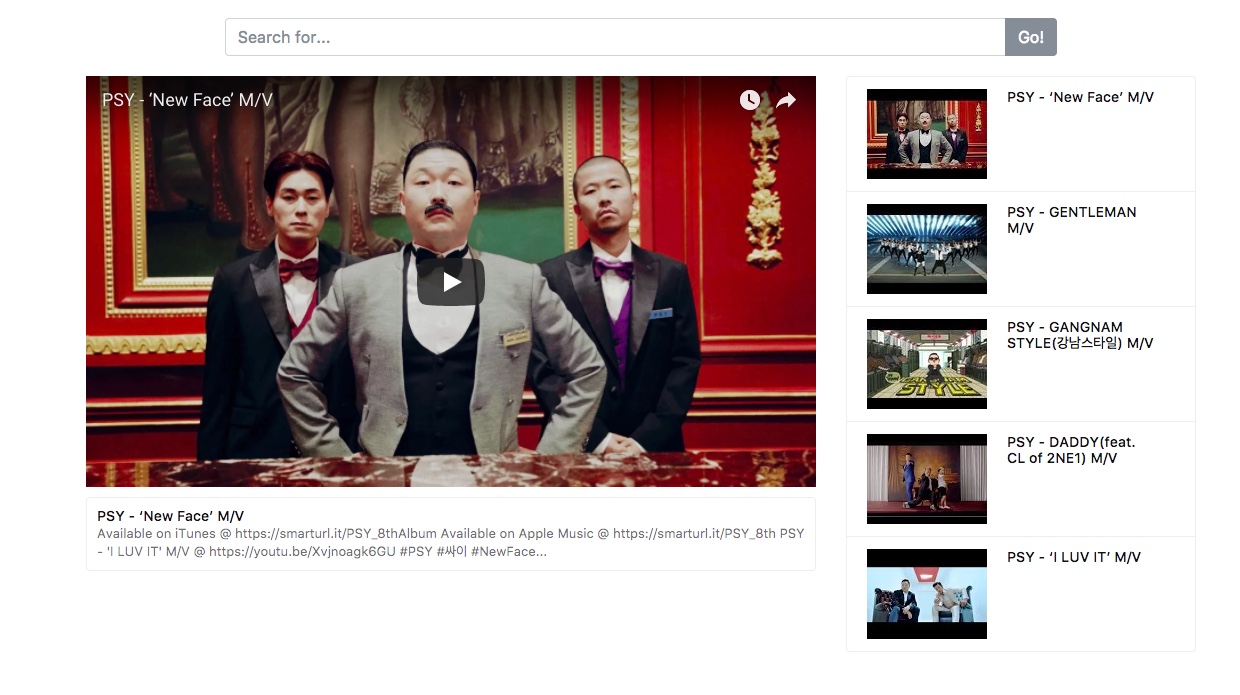 Search for...
Go!
PSY - ‘New Face’ M/V
PSY - ‘New Face’ M/V
Available on iTunes @ https://smarturl.it/PSY_8thAlbum Available on Apple Music @ https://smarturl.it/PSY_8th PSY
- 'I LUV IT' M/V @ https://youtu.be/Xvjnoagk6GU #PSY #싸이 #NewFace...
PSY - ‘New Face’ M/V
PSY - GENTLEMAN
M/V
PSY - GANGNAM
STYLE(강남스타일) M/V
GANGNAM
STYLE
PSY - DADDY(feat.
CL of 2NE1) M/V
PSY - ‘I LUV IT’ M/V